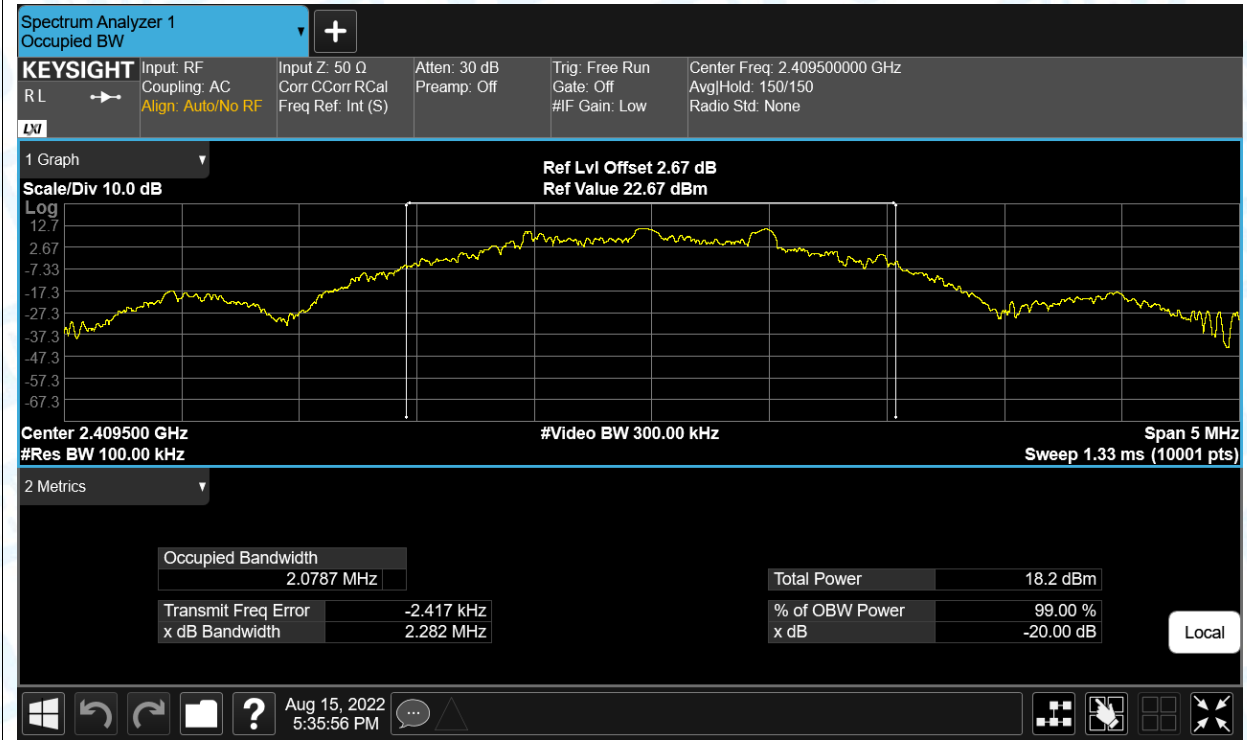 Spectrum Analyzer 1
Occupied BW
KEYSIGHT
R L
LXI
Input: RF
Coupling: AC
Align: Auto/No RF
Input Z: 50 Ω
Corr CCorr RCal
Freq Ref: Int (S)
Atten: 30 dB
Preamp: Off
Trig: Free Run
Gate: Off
#IF Gain: Low
Center Freq: 2.409500000 GHz
Avg|Hold: 150/150
Radio Std: None
1 Graph
Scale/Div 10.0 dB
Ref Lvl Offset 2.67 dB
Ref Value 22.67 dBm
Log
12.7
2.67
-7.33
-17.3
-27.3
-37.3
-47.3
-57.3
-67.3
Center 2.409500 GHz
#Res BW 100.00 kHz
#Video BW 300.00 kHz
Span 5 MHz
Sweep 1.33 ms (10001 pts)
2 Metrics
Occupied Bandwidth
2.0787 MHz
Transmit Freq Error -2.417 kHz
x dB Bandwidth 2.282 MHz
Total Power 18.2 dBm
% of OBW Power 99.00 %
x dB -20.00 dB
Local
?
Aug 15, 2022
5:35:56 PM